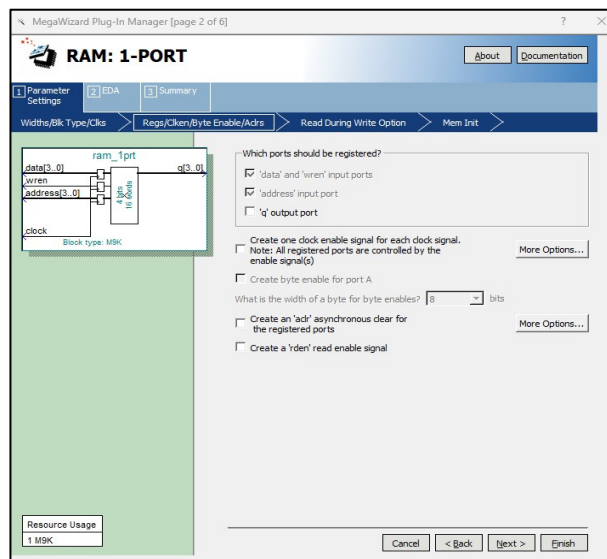 MegaWizard Plug-In Manager [page 2 of 6]
RAM: 1-PORT
About
Documentation
1 Parameter Settings
2 EDA
3 Summary
Widths/Blk Type/Clks
Regs/Clken/Byte Enable/Adrs
Read During Write Option
Mem Init
ram_1prt
data[3..0]
q[3..0]
wren
address[3..0]
4 bits
16 words
clock
Block type: M9K
Which ports should be registered?
'data' and 'wren' input ports
'address' input port
'q' output port
Create one clock enable signal for each clock signal.
Note: All registered ports are controlled by the
enable signal(s)
More Options...
Create byte enable for port A
What is the width of a byte for byte enables? 8 bits
Create an 'aclr' asynchronous clear for
the registered ports
More Options...
Create a 'rden' read enable signal
Resource Usage
1 M9K
Cancel
< Back
Next >
Finish